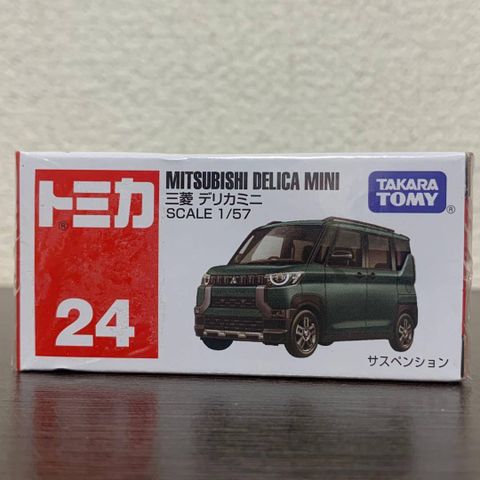 トミカ
®
24
MITSUBISHI DELICA MINI
三菱 デリカミニ
SCALE 1/57
TAKARA
TOMY
®
サスペンション